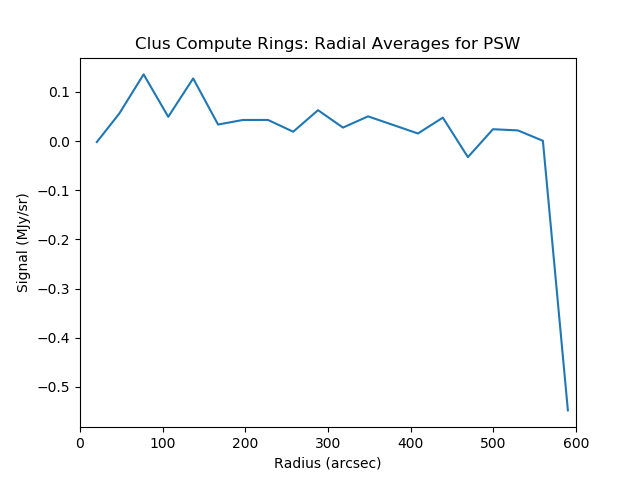 Clus Compute Rings: Radial Averages for PSW
Signal (MJy/sr)
0.1
0.0
−0.1
−0.2
−0.3
−0.4
−0.5
0 100 200 300 400 500 600
Radius (arcsec)